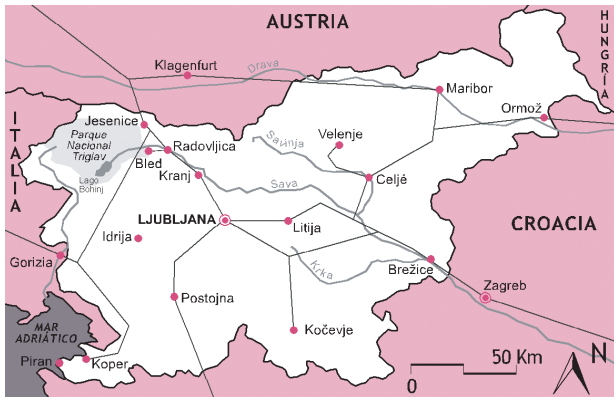 AUSTRIA
HUNGRÍA
Klagenfurt
Drava
Maribor
Ormož
Jesenice
Parque
Nacional
Triglav
ITALIA
Radovljica
Bled
Lago
Bohinj
Kranj
Velenje
Savinja
Celjé
Sava
LJUBLJANA
Litija
Idrija
CROACIA
Gorizia
Krka
Brežice
Zagreb
Postojna
Kočevje
MAR
ADRIÁTICO
Piran
Koper
50 Km
0
N